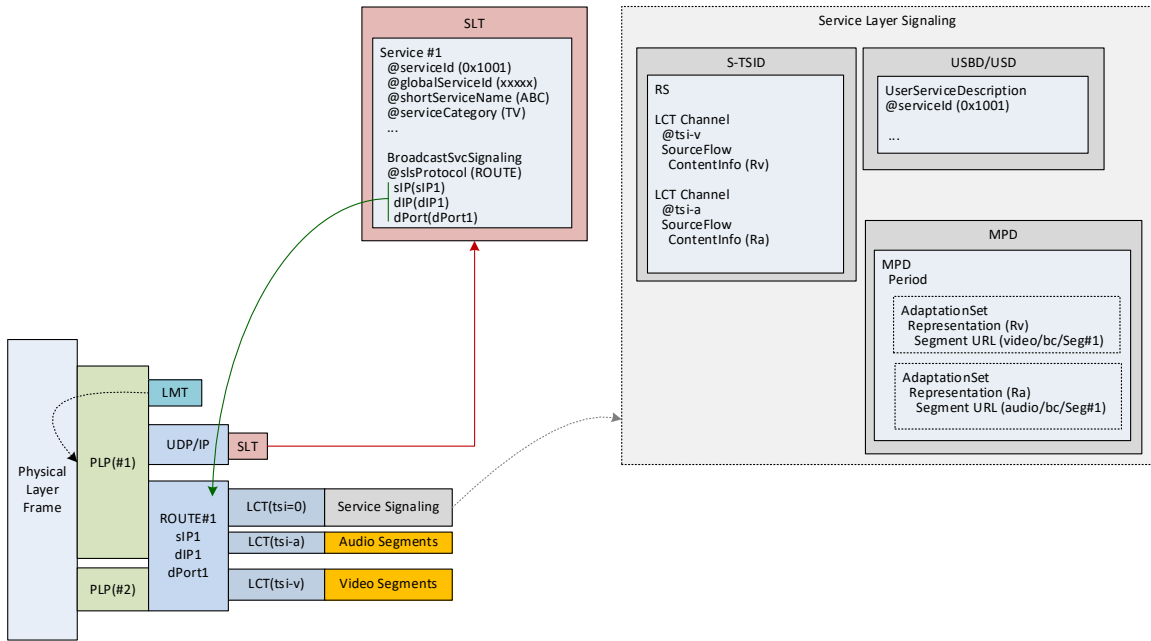 SLT
Service #1
@serviceId (0x1001)
@globalServiceId (xxxxx)
@shortServiceName (ABC)
@serviceCategory (TV)
...
BroadcastSvcSignaling
@slsProtocol (ROUTE)
sIP(sIP1)
dIP(dIP1)
dPort(dPort1)
Service Layer Signaling
S-TSID
RS
LCT Channel
@tsi-v
SourceFlow
ContentInfo (Rv)
LCT Channel
@tsi-a
SourceFlow
ContentInfo (Ra)
USBD/USD
UserServiceDescription
@serviceId (0x1001)
...
MPD
MPD
Period
AdaptationSet
Representation (Rv)
Segment URL (video/bc/Seg#1)
AdaptationSet
Representation (Ra)
Segment URL (audio/bc/Seg#1)
Physical
Layer
Frame
PLP(#1)
PLP(#2)
LMT
UDP/IP
SLT
ROUTE#1
sIP1
dIP1
dPort1
LCT(tsi=0)
Service Signaling
LCT(tsi-a)
Audio Segments
LCT(tsi-v)
Video Segments